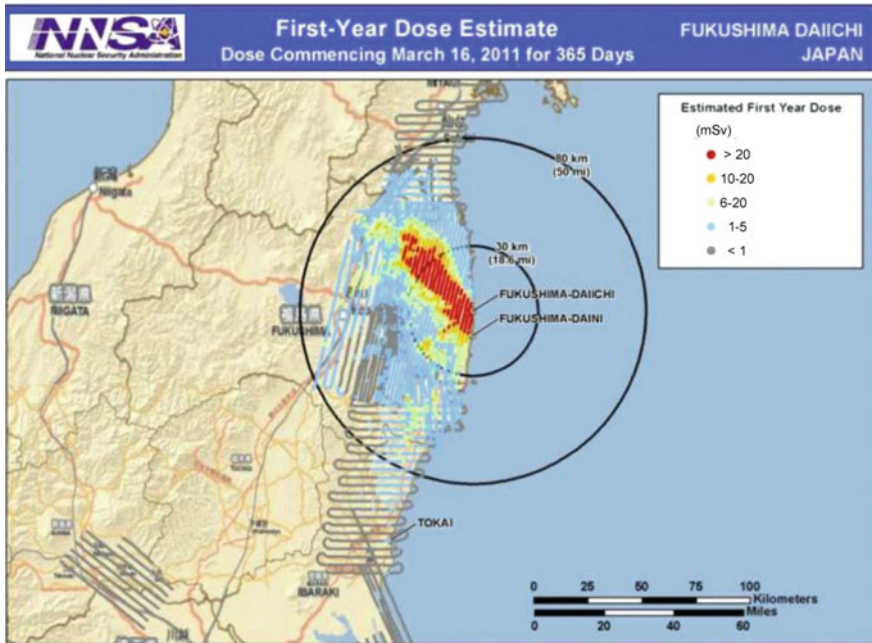 NNSA
National Nuclear Security Administration
First-Year Dose Estimate
Dose Commencing March 16, 2011 for 365 Days
FUKUSHIMA DAIICHI
JAPAN
Estimated First Year Dose
(mSv)
> 20
10-20
6-20
1-5
< 1
80 km
(50 mi)
新潟
Niigata
30 km
(18.6 mi)
新潟県
NIIGATA
福島県
FUKUSHIMA
FUKUSHIMA-DAIICHI
FUKUSHIMA-DAINI
TOKAI
IBARAKI
0 25 50 75 100
Kilometers
Miles
0 20 40 60